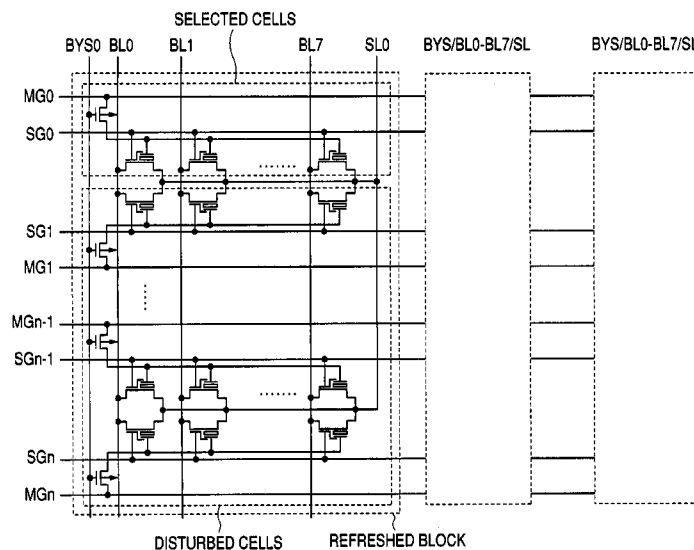 SELECTED CELLS
BYS0 BL0 BL1 BL7 SL0 BYS/BL0-BL7/SL BYS/BL0-BL7/SL
MG0
SG0
SG1
MG1
MGn-1
SGn-1
SGn
MGn
DISTURBED CELLS REFRESHED BLOCK